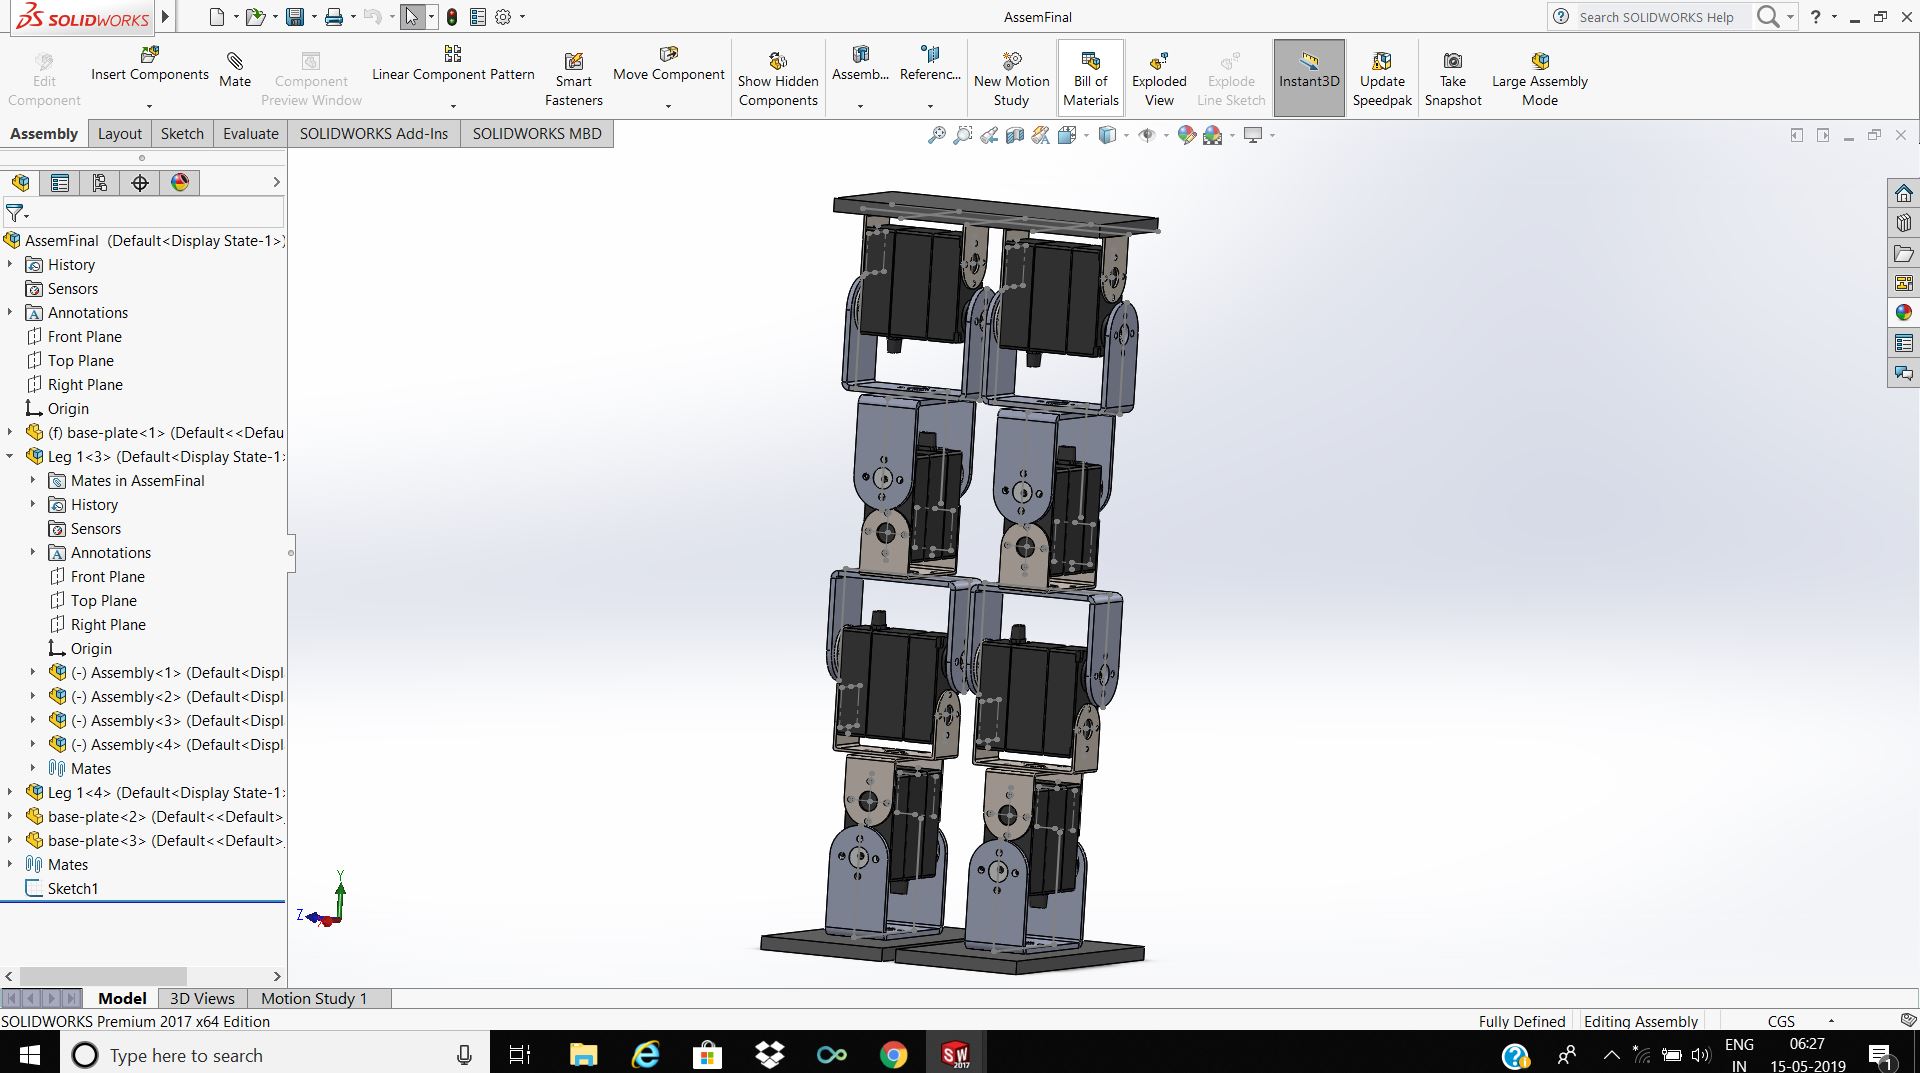 SOLIDWORKS
AssemFinal
Search SOLIDWORKS Help
Edit Component
Insert Components
Mate
Component Preview Window
Linear Component Pattern
Smart Fasteners
Move Component
Show Hidden Components
Assemb...
Referenc...
New Motion Study
Bill of Materials
Exploded View
Explode Line Sketch
Instant3D
Update Speedpak
Take Snapshot
Large Assembly Mode
Assembly
Layout
Sketch
Evaluate
SOLIDWORKS Add-Ins
SOLIDWORKS MBD
AssemFinal (Default<Display State-1>)
History
Sensors
Annotations
Front Plane
Top Plane
Right Plane
Origin
(f) base-plate<1> (Default<<Defau
Leg 1<3> (Default<Display State-1>
Mates in AssemFinal
History
Sensors
Annotations
Front Plane
Top Plane
Right Plane
Origin
(-) Assembly<1> (Default<Displ
(-) Assembly<2> (Default<Displ
(-) Assembly<3> (Default<Displ
(-) Assembly<4> (Default<Displ
Mates
Leg 1<4> (Default<Display State-1>
base-plate<2> (Default<<Default>
base-plate<3> (Default<<Default>
Mates
Sketch1
Y
Z
Model
3D Views
Motion Study 1
SOLIDWORKS Premium 2017 x64 Edition
Fully Defined
Editing Assembly
CGS
Type here to search
SW 2017
ENG
IN
06:27
15-05-2019
1